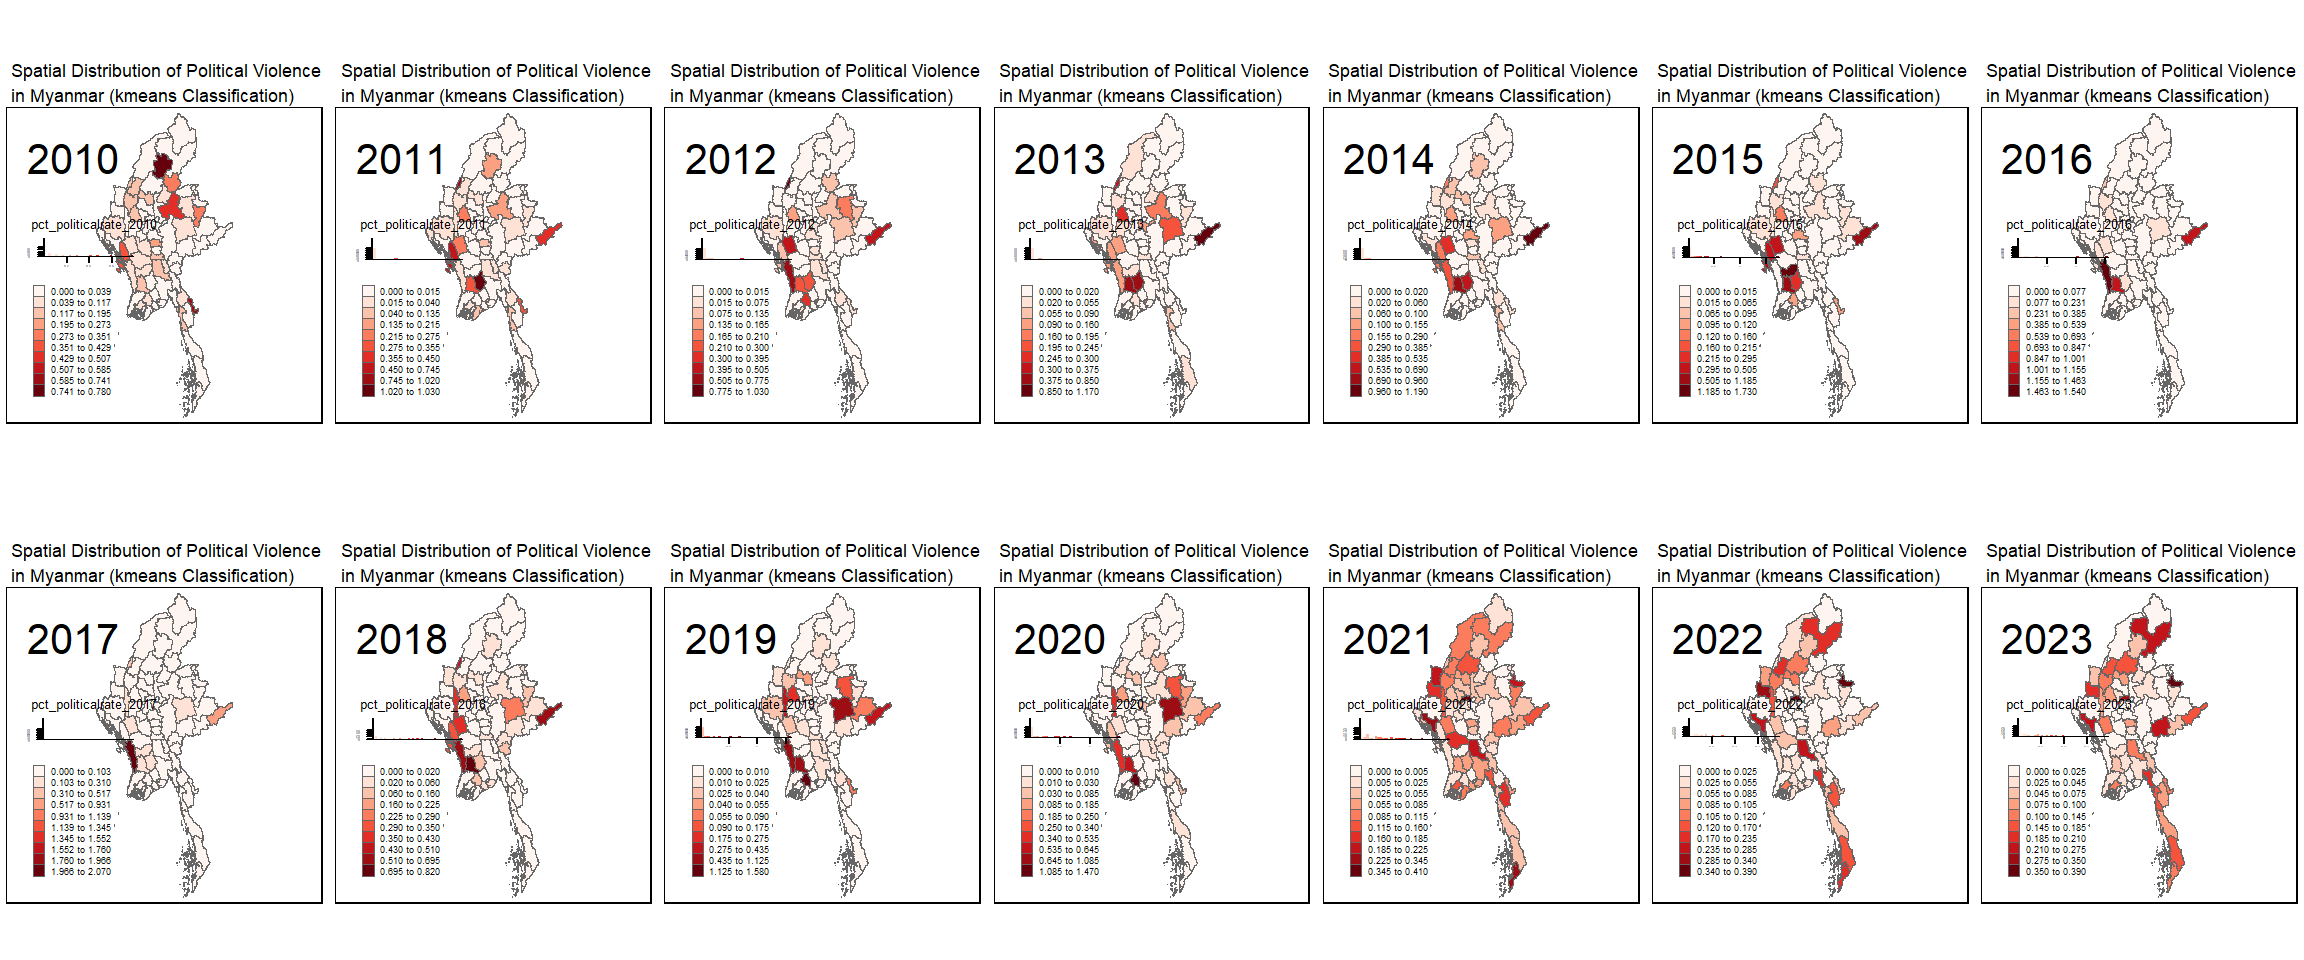 Spatial Distribution of Political Violence
in Myanmar (kmeans Classification)
2010
pct_politicalrate_2010
0.000 to 0.039
0.039 to 0.117
0.117 to 0.195
0.195 to 0.273
0.273 to 0.351
0.351 to 0.429
0.429 to 0.507
0.507 to 0.585
0.585 to 0.741
0.741 to 0.780
Spatial Distribution of Political Violence
in Myanmar (kmeans Classification)
2011
pct_politicalrate_2011
0.000 to 0.015
0.015 to 0.040
0.040 to 0.135
0.135 to 0.215
0.215 to 0.275
0.275 to 0.355
0.355 to 0.450
0.450 to 0.745
0.745 to 1.020
1.020 to 1.030
Spatial Distribution of Political Violence
in Myanmar (kmeans Classification)
2012
pct_politicalrate_2012
0.000 to 0.015
0.015 to 0.075
0.075 to 0.135
0.135 to 0.165
0.165 to 0.210
0.210 to 0.300
0.300 to 0.395
0.395 to 0.505
0.505 to 0.775
0.775 to 1.030
Spatial Distribution of Political Violence
in Myanmar (kmeans Classification)
2013
pct_politicalrate_2013
0.000 to 0.020
0.020 to 0.055
0.055 to 0.090
0.090 to 0.160
0.160 to 0.195
0.195 to 0.245
0.245 to 0.300
0.300 to 0.375
0.375 to 0.850
0.850 to 1.170
Spatial Distribution of Political Violence
in Myanmar (kmeans Classification)
2014
pct_politicalrate_2014
0.000 to 0.020
0.020 to 0.060
0.060 to 0.100
0.100 to 0.155
0.155 to 0.290
0.290 to 0.385
0.385 to 0.535
0.535 to 0.690
0.690 to 0.960
0.960 to 1.190
Spatial Distribution of Political Violence
in Myanmar (kmeans Classification)
2015
pct_politicalrate_2015
0.000 to 0.015
0.015 to 0.065
0.065 to 0.095
0.095 to 0.120
0.120 to 0.160
0.160 to 0.215
0.215 to 0.295
0.295 to 0.505
0.505 to 1.185
1.185 to 1.730
Spatial Distribution of Political Violence
in Myanmar (kmeans Classification)
2016
pct_politicalrate_2016
0.000 to 0.077
0.077 to 0.231
0.231 to 0.385
0.385 to 0.539
0.539 to 0.693
0.693 to 0.847
0.847 to 1.001
1.001 to 1.155
1.155 to 1.463
1.463 to 1.540
Spatial Distribution of Political Violence
in Myanmar (kmeans Classification)
2017
pct_politicalrate_2017
0.000 to 0.103
0.103 to 0.310
0.310 to 0.517
0.517 to 0.931
0.931 to 1.139
1.139 to 1.345
1.345 to 1.552
1.552 to 1.760
1.760 to 1.966
1.966 to 2.070
Spatial Distribution of Political Violence
in Myanmar (kmeans Classification)
2018
pct_politicalrate_2018
0.000 to 0.020
0.020 to 0.060
0.060 to 0.160
0.160 to 0.225
0.225 to 0.290
0.290 to 0.350
0.350 to 0.430
0.430 to 0.510
0.510 to 0.695
0.695 to 0.820
Spatial Distribution of Political Violence
in Myanmar (kmeans Classification)
2019
pct_politicalrate_2019
0.000 to 0.010
0.010 to 0.025
0.025 to 0.040
0.040 to 0.055
0.055 to 0.090
0.090 to 0.175
0.175 to 0.275
0.275 to 0.435
0.435 to 1.125
1.125 to 1.580
Spatial Distribution of Political Violence
in Myanmar (kmeans Classification)
2020
pct_politicalrate_2020
0.000 to 0.010
0.010 to 0.030
0.030 to 0.085
0.085 to 0.185
0.185 to 0.250
0.250 to 0.340
0.340 to 0.535
0.535 to 0.645
0.645 to 1.085
1.085 to 1.470
Spatial Distribution of Political Violence
in Myanmar (kmeans Classification)
2021
pct_politicalrate_2021
0.000 to 0.005
0.005 to 0.025
0.025 to 0.055
0.055 to 0.085
0.085 to 0.115
0.115 to 0.160
0.160 to 0.185
0.185 to 0.225
0.225 to 0.345
0.345 to 0.410
Spatial Distribution of Political Violence
in Myanmar (kmeans Classification)
2022
pct_politicalrate_2022
0.000 to 0.025
0.025 to 0.055
0.055 to 0.085
0.085 to 0.105
0.105 to 0.120
0.120 to 0.170
0.170 to 0.235
0.235 to 0.285
0.285 to 0.340
0.340 to 0.390
Spatial Distribution of Political Violence
in Myanmar (kmeans Classification)
2023
pct_politicalrate_2023
0.000 to 0.025
0.025 to 0.045
0.045 to 0.075
0.075 to 0.100
0.100 to 0.145
0.145 to 0.185
0.185 to 0.210
0.210 to 0.275
0.275 to 0.350
0.350 to 0.390